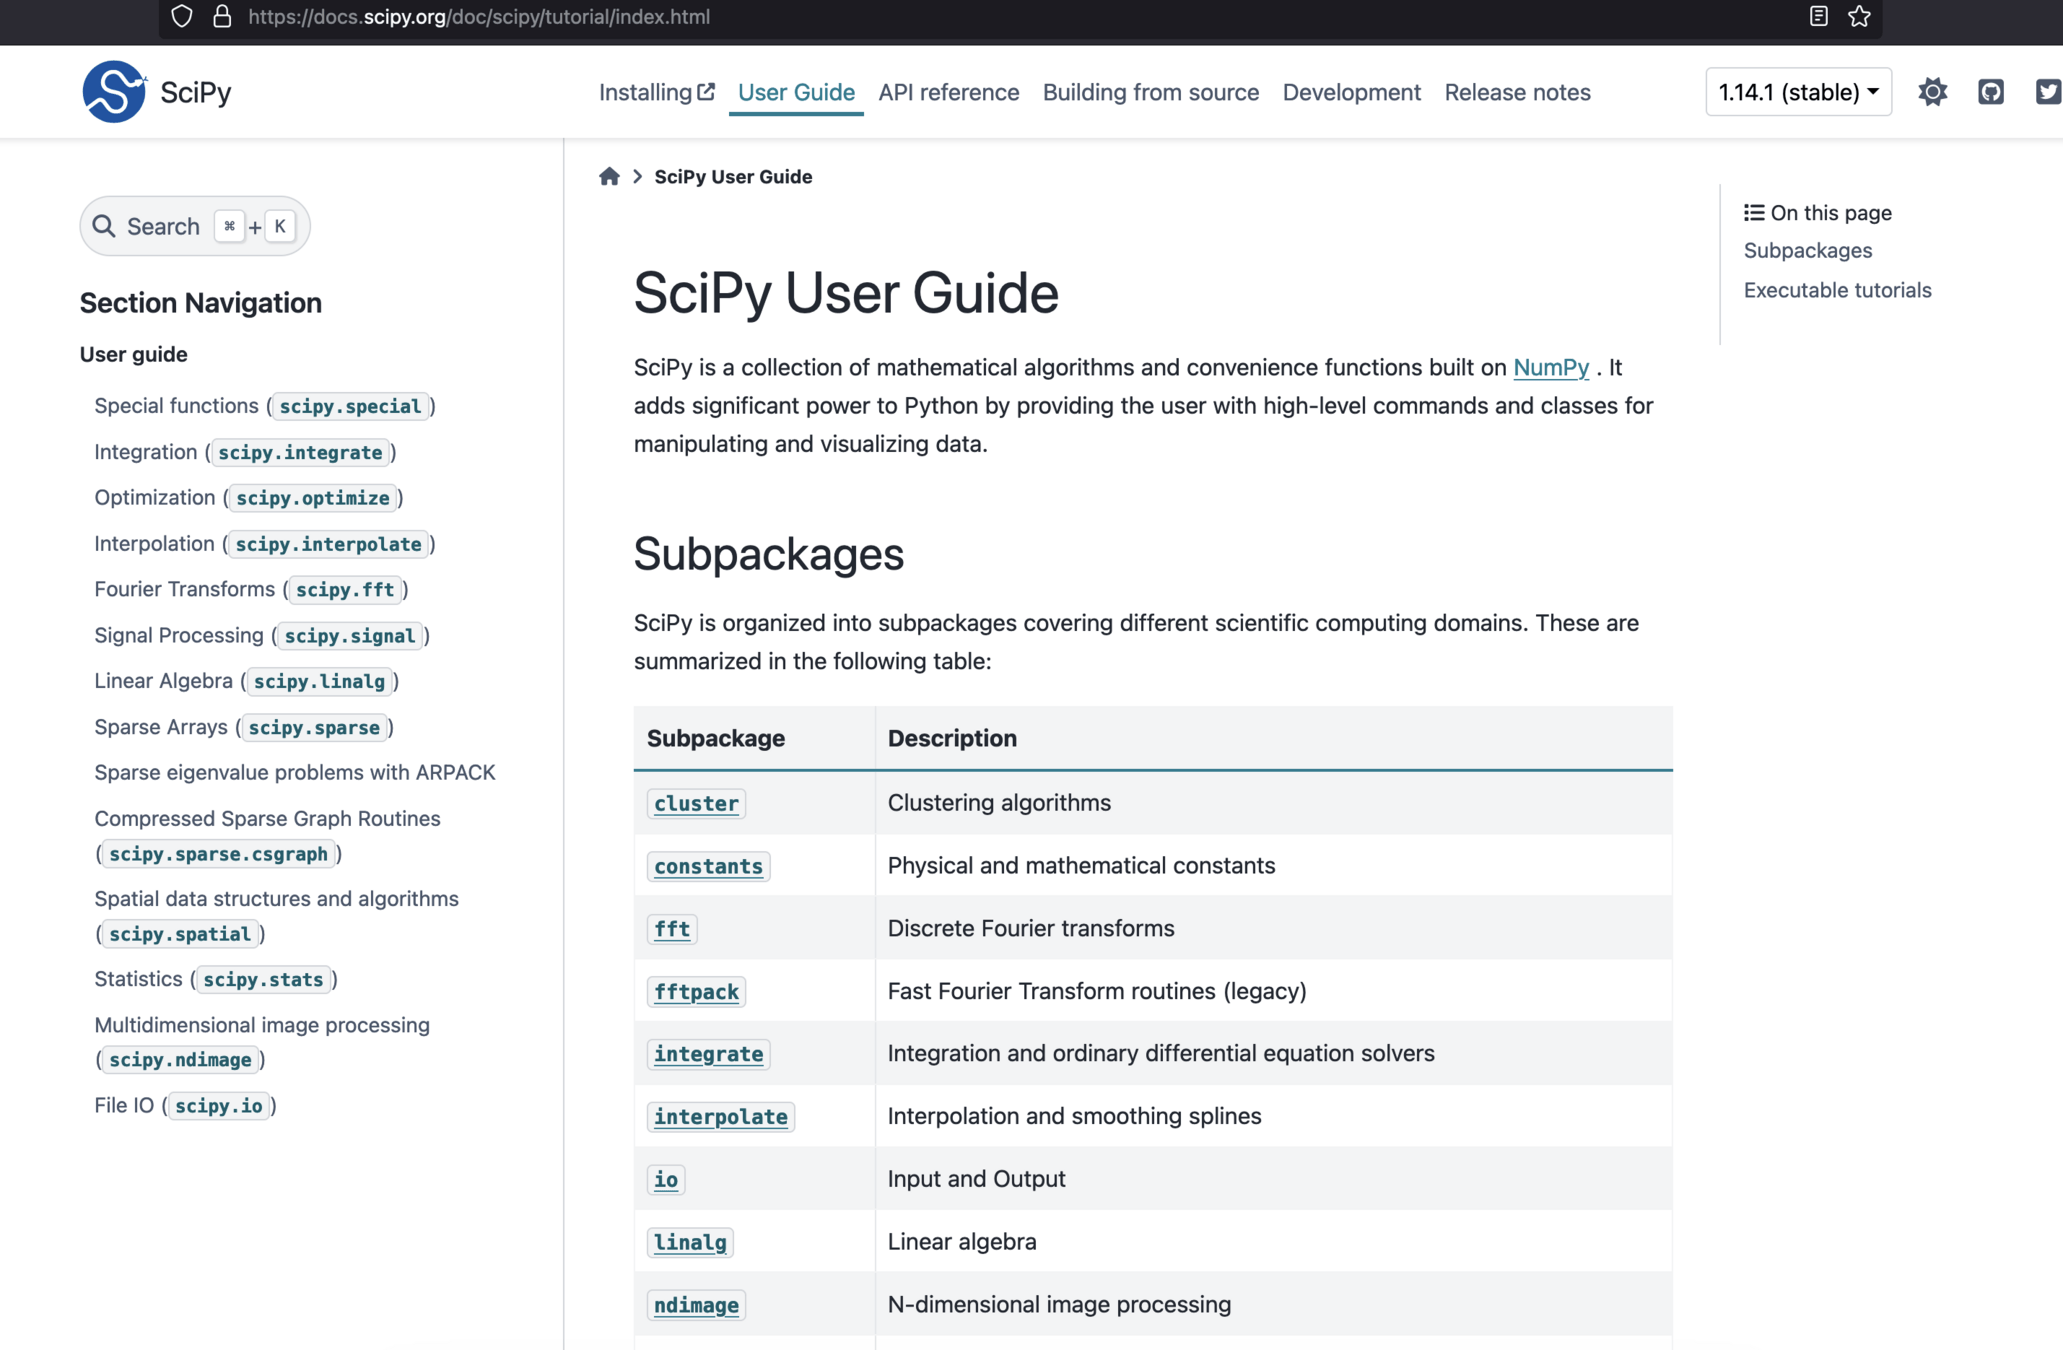 https://docs.scipy.org/doc/scipy/tutorial/index.html
SciPy
Installing
User Guide
API reference
Building from source
Development
Release notes
1.14.1 (stable)
Search ⌘ + K
Section Navigation
User guide
Special functions (scipy.special)
Integration (scipy.integrate)
Optimization (scipy.optimize)
Interpolation (scipy.interpolate)
Fourier Transforms (scipy.fft)
Signal Processing (scipy.signal)
Linear Algebra (scipy.linalg)
Sparse Arrays (scipy.sparse)
Sparse eigenvalue problems with ARPACK
Compressed Sparse Graph Routines
(scipy.sparse.csgraph)
Spatial data structures and algorithms
(scipy.spatial)
Statistics (scipy.stats)
Multidimensional image processing
(scipy.ndimage)
File IO (scipy.io)
SciPy User Guide
SciPy User Guide
SciPy is a collection of mathematical algorithms and convenience functions built on NumPy . It
adds significant power to Python by providing the user with high-level commands and classes for
manipulating and visualizing data.
Subpackages
SciPy is organized into subpackages covering different scientific computing domains. These are
summarized in the following table:
Subpackage Description
cluster Clustering algorithms
constants Physical and mathematical constants
fft Discrete Fourier transforms
fftpack Fast Fourier Transform routines (legacy)
integrate Integration and ordinary differential equation solvers
interpolate Interpolation and smoothing splines
io Input and Output
linalg Linear algebra
ndimage N-dimensional image processing
On this page
Subpackages
Executable tutorials